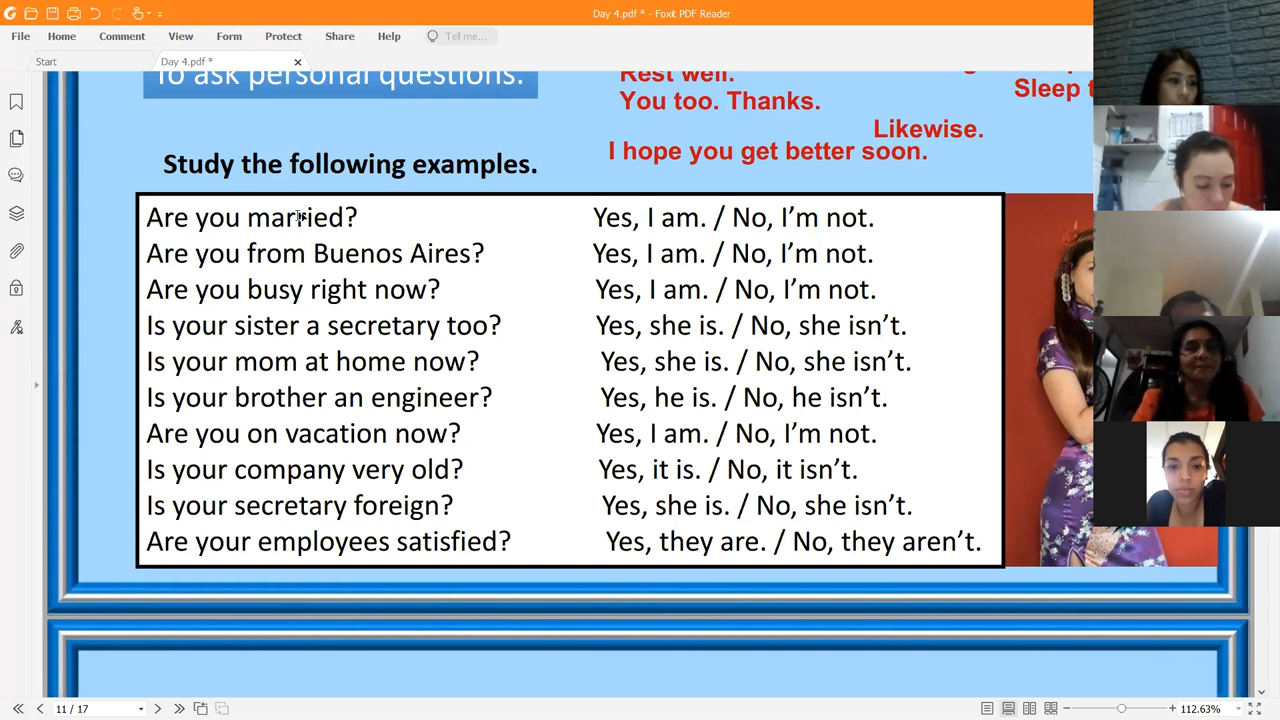 Day 4.pdf * - Foxit PDF Reader
File Home Comment View Form Protect Share Help Tell me...
Start Day 4.pdf *
To ask personal questions.
Rest well.
Sleep
You too. Thanks.
Likewise.
I hope you get better soon.
Study the following examples.
Are you married? Yes, I am. / No, I'm not.
Are you from Buenos Aires? Yes, I am. / No, I'm not.
Are you busy right now? Yes, I am. / No, I'm not.
Is your sister a secretary too? Yes, she is. / No, she isn't.
Is your mom at home now? Yes, she is. / No, she isn't.
Is your brother an engineer? Yes, he is. / No, he isn't.
Are you on vacation now? Yes, I am. / No, I'm not.
Is your company very old? Yes, it is. / No, it isn't.
Is your secretary foreign? Yes, she is. / No, she isn't.
Are your employees satisfied? Yes, they are. / No, they aren't.
11 / 17 112.63%